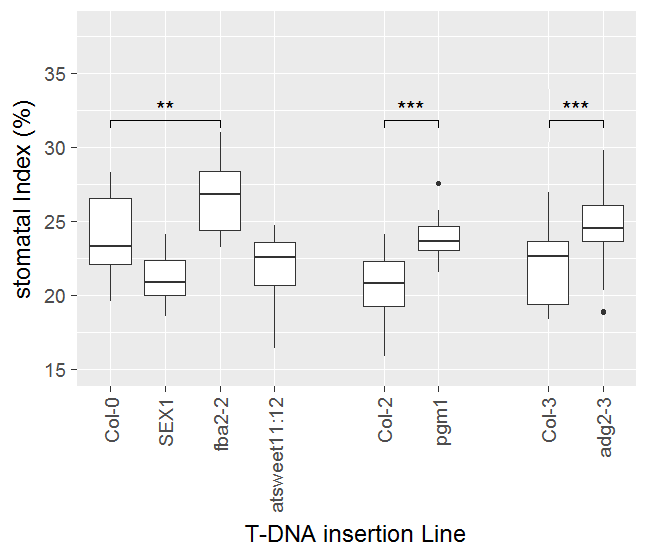 stomatal Index (%)
35
30
25
20
15
** *** ***
Col-0 SEX1 fba2-2 atsweet11:12 Col-2 pgm1 Col-3 adg2-3
T-DNA insertion Line